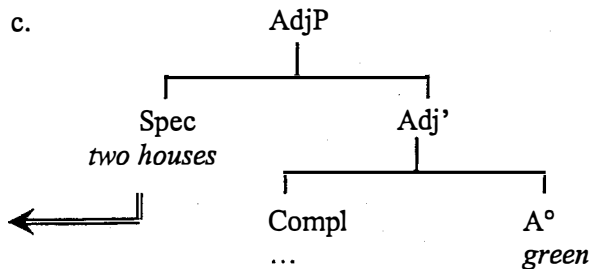 c.
AdjP
Spec Adj’
two houses
Compl A°
... green